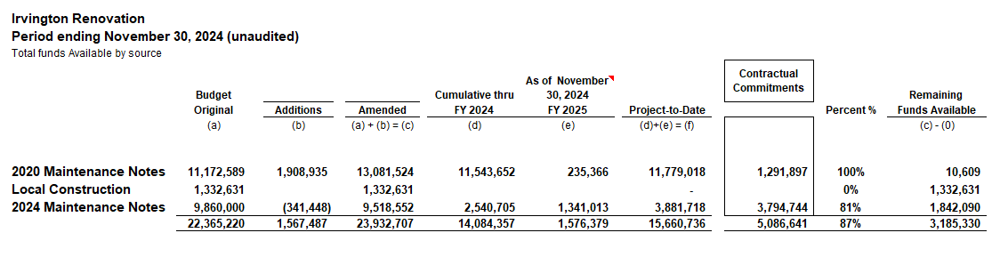 Irvington Renovation
Period ending November 30, 2024 (unaudited)
Total funds Available by source
Contractual
As of November
Commitments
Budget Cumulative thru 30, 2024 Remaining
Original Additions Amended FY 2024 FY 2025 Project-to-Date Percent % Funds Available
(a) (b) (a) + (b) = (c) (d) (e) (d)+(e) = (f) (c) - (0)
2020 Maintenance Notes 11,172,589 1,908,935 13,081,524 11,543,652 235,366 11,779,018 1,291,897 100% 10,609
Local Construction 1,332,631 1,332,631 - 0% 1,332,631
2024 Maintenance Notes 9,860,000 (341,448) 9,518,552 2,540,705 1,341,013 3,881,718 3,794,744 81% 1,842,090
22,365,220 1,567,487 23,932,707 14,084,357 1,576,379 15,660,736 5,086,641 87% 3,185,330